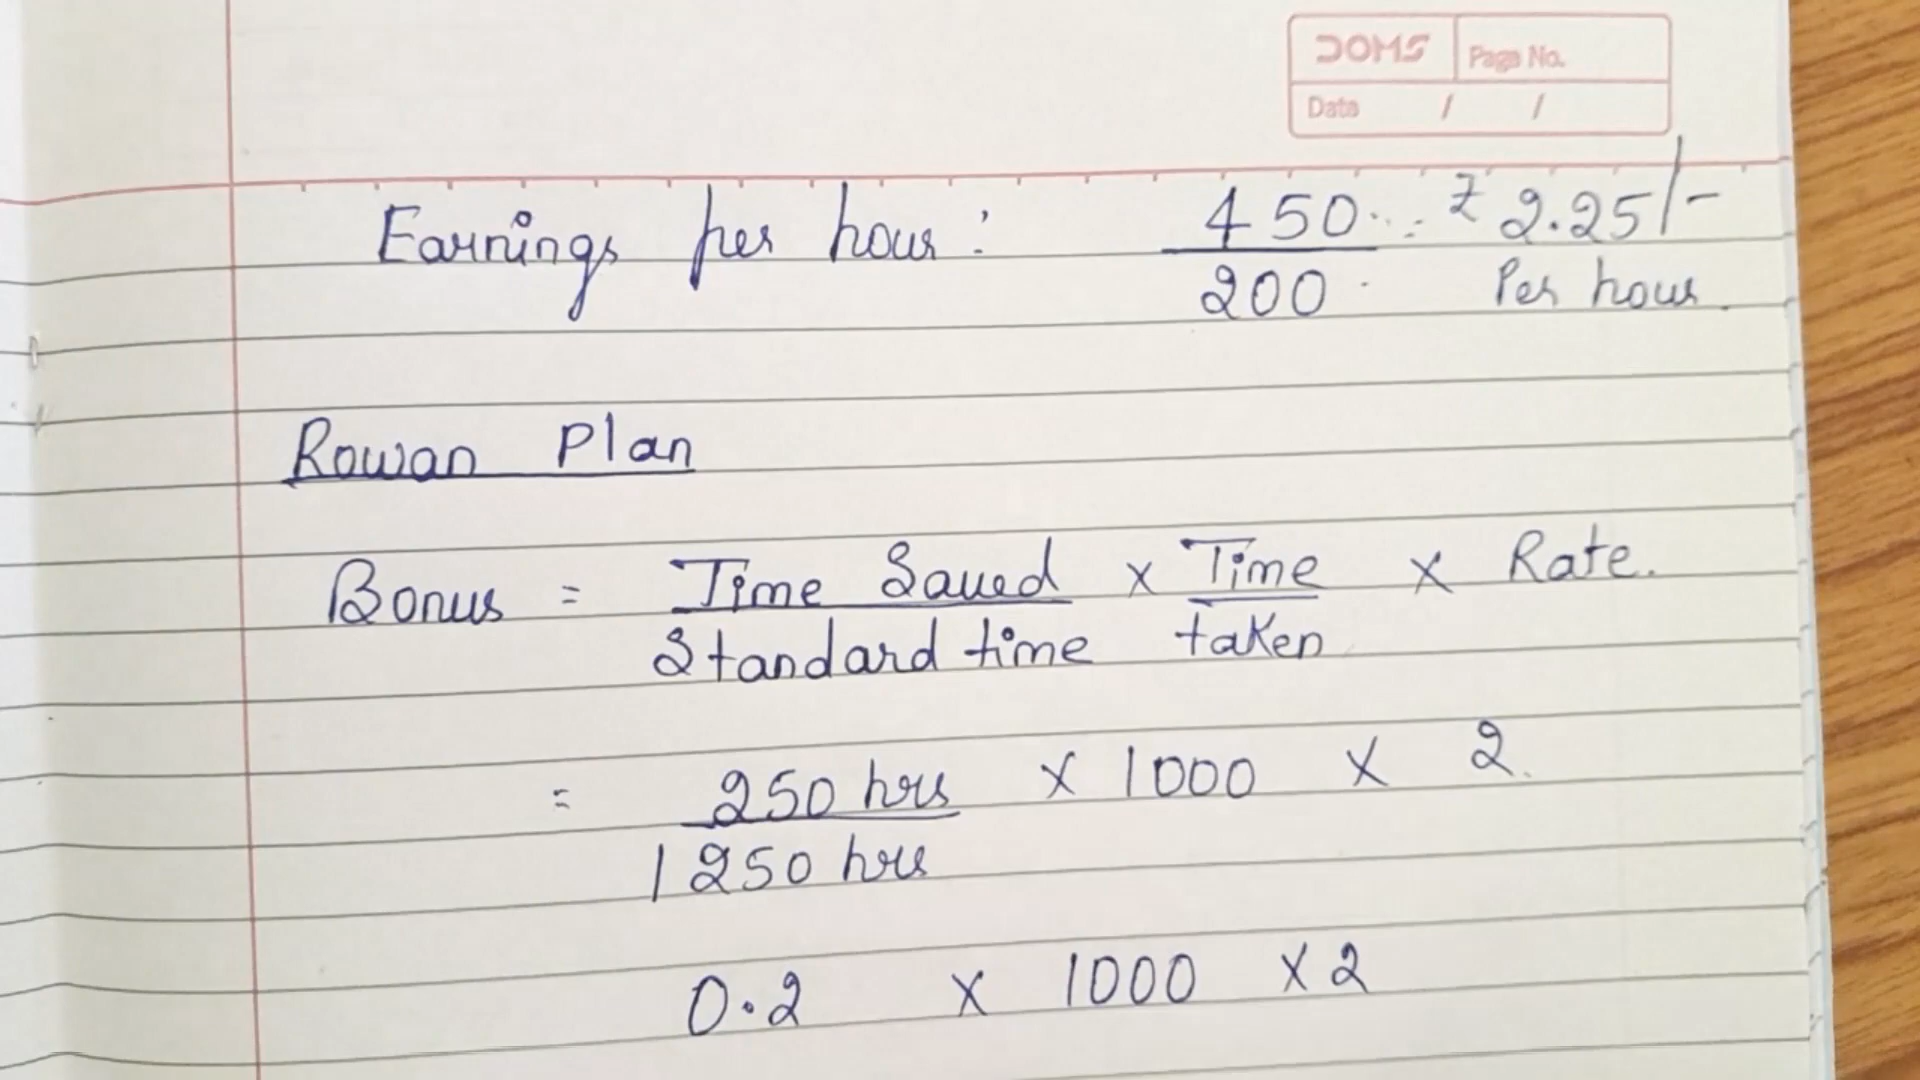 DOMS Page No.
Date / /
Earnings per hour : 450 = ₹ 2.25/-
200 Per hour.
Rowan Plan
Bonus = Time Saved × Time × Rate.
Standard time taken
= 250 hrs × 1000 × 2.
1250 hrs
0.2 × 1000 × 2